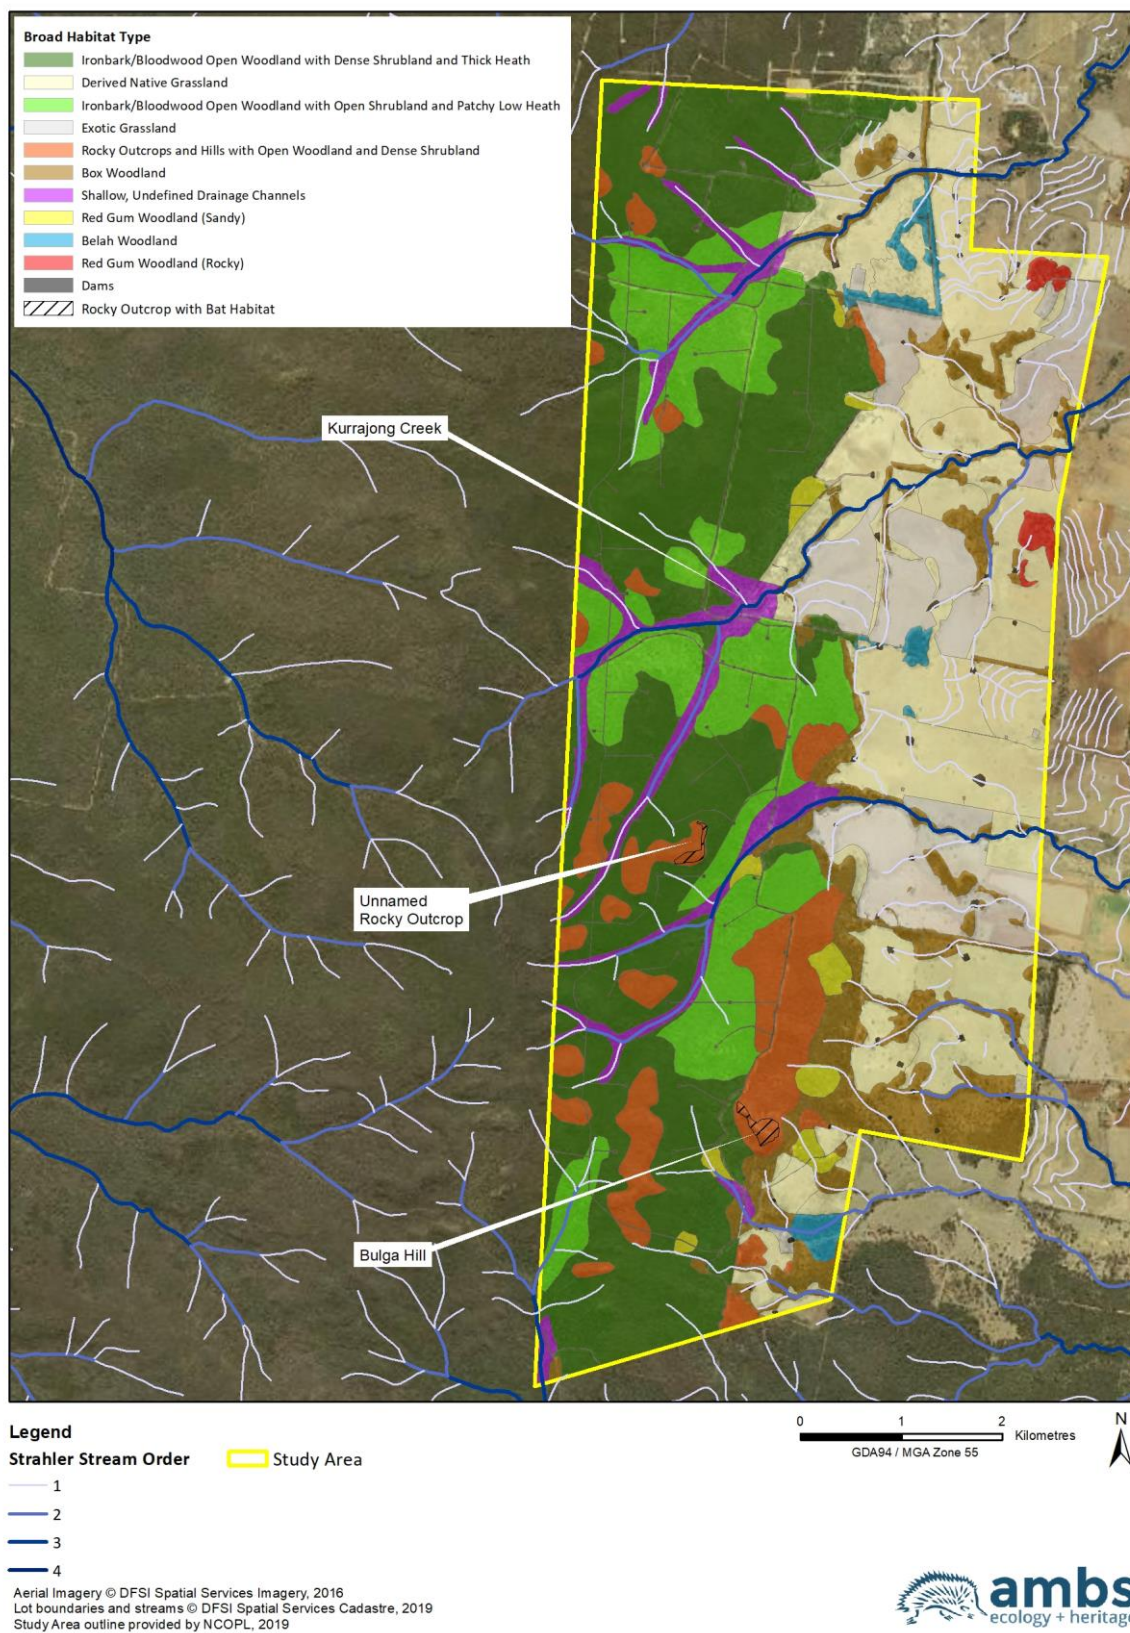 Broad Habitat Type
Ironbark/Bloodwood Open Woodland with Dense Shrubland and Thick Heath
Derived Native Grassland
Ironbark/Bloodwood Open Woodland with Open Shrubland and Patchy Low Heath
Exotic Grassland
Rocky Outcrops and Hills with Open Woodland and Dense Shrubland
Box Woodland
Shallow, Undefined Drainage Channels
Red Gum Woodland (Sandy)
Belah Woodland
Red Gum Woodland (Rocky)
Dams
Rocky Outcrop with Bat Habitat
Kurrajong Creek
Unnamed
Rocky Outcrop
Bulga Hill
Legend
Strahler Stream Order
Study Area
1
2
3
4
0 1 2
Kilometres
GDA94 / MGA Zone 55
N
Aerial Imagery © DFSI Spatial Services Imagery, 2016
Lot boundaries and streams © DFSI Spatial Services Cadastre, 2019
Study Area outline provided by NCOPL, 2019
ambs
ecology + heritage